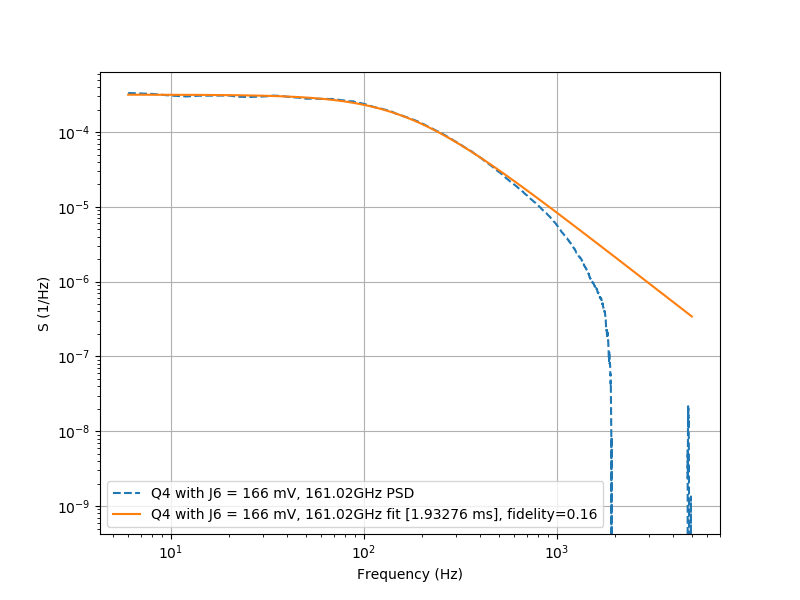 S (1/Hz)
10⁻⁴
10⁻⁵
10⁻⁶
10⁻⁷
10⁻⁸
10⁻⁹
Q4 with J6 = 166 mV, 161.02GHz PSD
Q4 with J6 = 166 mV, 161.02GHz fit [1.93276 ms], fidelity=0.16
10¹ 10² 10³
Frequency (Hz)